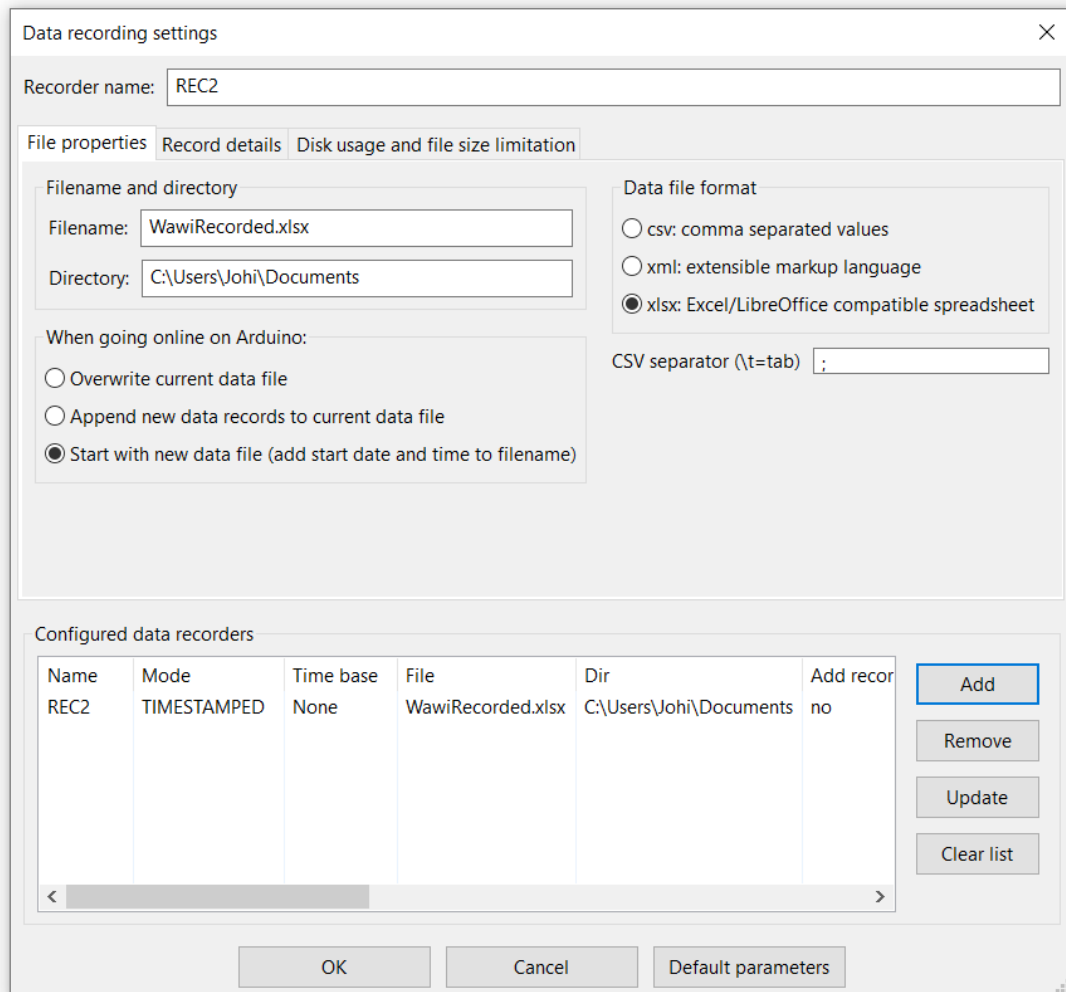 Data recording settings
Recorder name: REC2
File properties Record details Disk usage and file size limitation
Filename and directory
Filename: WawiRecorded.xlsx
Directory: C:\Users\Johi\Documents
When going online on Arduino:
Overwrite current data file
Append new data records to current data file
Start with new data file (add start date and time to filename)
Data file format
csv: comma separated values
xml: extensible markup language
xlsx: Excel/LibreOffice compatible spreadsheet
CSV separator (\t=tab) ;
Configured data recorders
Name Mode Time base File Dir Add recor
REC2 TIMESTAMPED None WawiRecorded.xlsx C:\Users\Johi\Documents no
Add
Remove
Update
Clear list
OK Cancel Default parameters